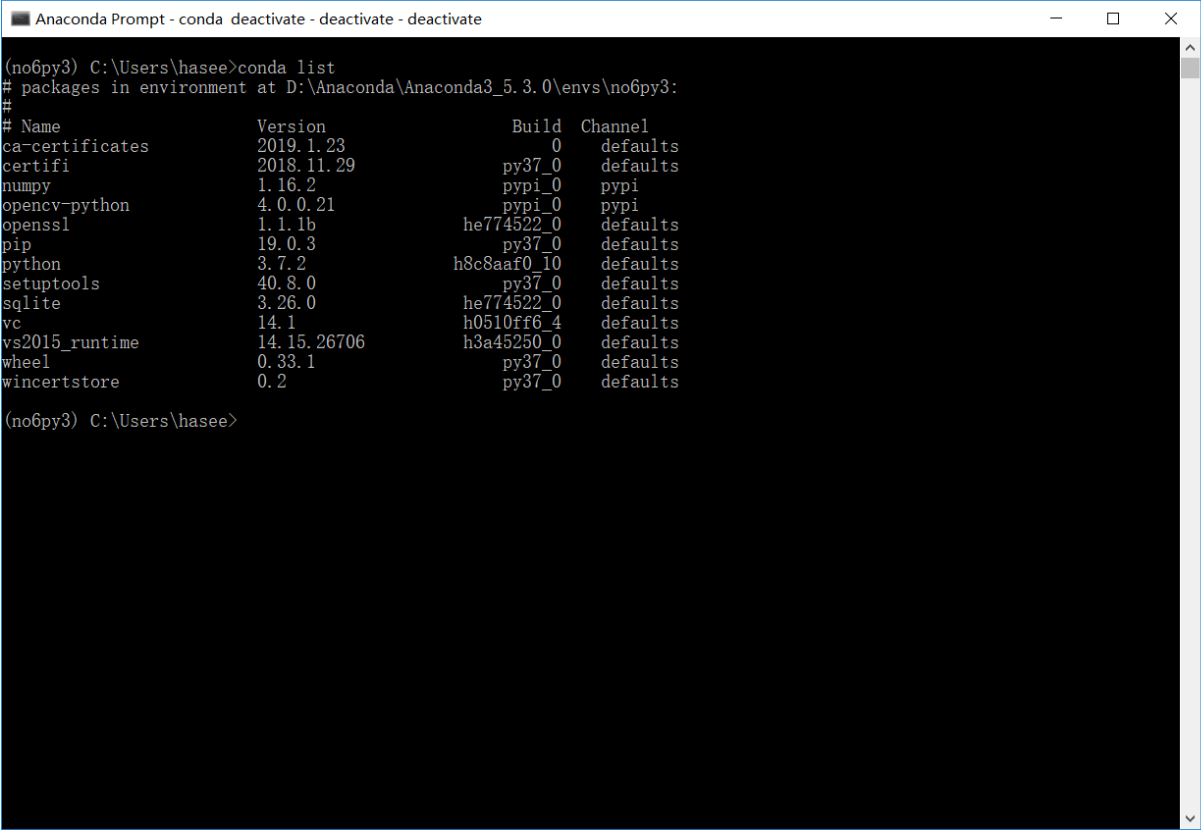 Anaconda Prompt - conda  deactivate - deactivate - deactivate
(no6py3) C:\Users\hasee>conda list
# packages in environment at D:\Anaconda\Anaconda3_5.3.0\envs\no6py3:
#
# Name                    Version                   Build  Channel
ca-certificates           2019.1.23                     0    defaults
certifi                   2018.11.29               py37_0    defaults
numpy                     1.16.2                   pypi_0    pypi
opencv-python             4.0.0.21                 pypi_0    pypi
openssl                   1.1.1b               he774522_0    defaults
pip                       19.0.3                   py37_0    defaults
python                    3.7.2               h8c8aaf0_10    defaults
setuptools                40.8.0                   py37_0    defaults
sqlite                    3.26.0               he774522_0    defaults
vc                        14.1                 h0510ff6_4    defaults
vs2015_runtime            14.15.26706          h3a45250_0    defaults
wheel                     0.33.1                   py37_0    defaults
wincertstore              0.2                      py37_0    defaults
(no6py3) C:\Users\hasee>